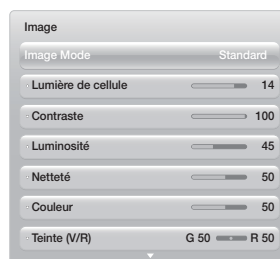 Image
Image Mode Standard
· Lumière de cellule 14
· Contraste 100
· Luminosité 45
· Netteté 50
· Couleur 50
· Teinte (V/R) G 50 R 50